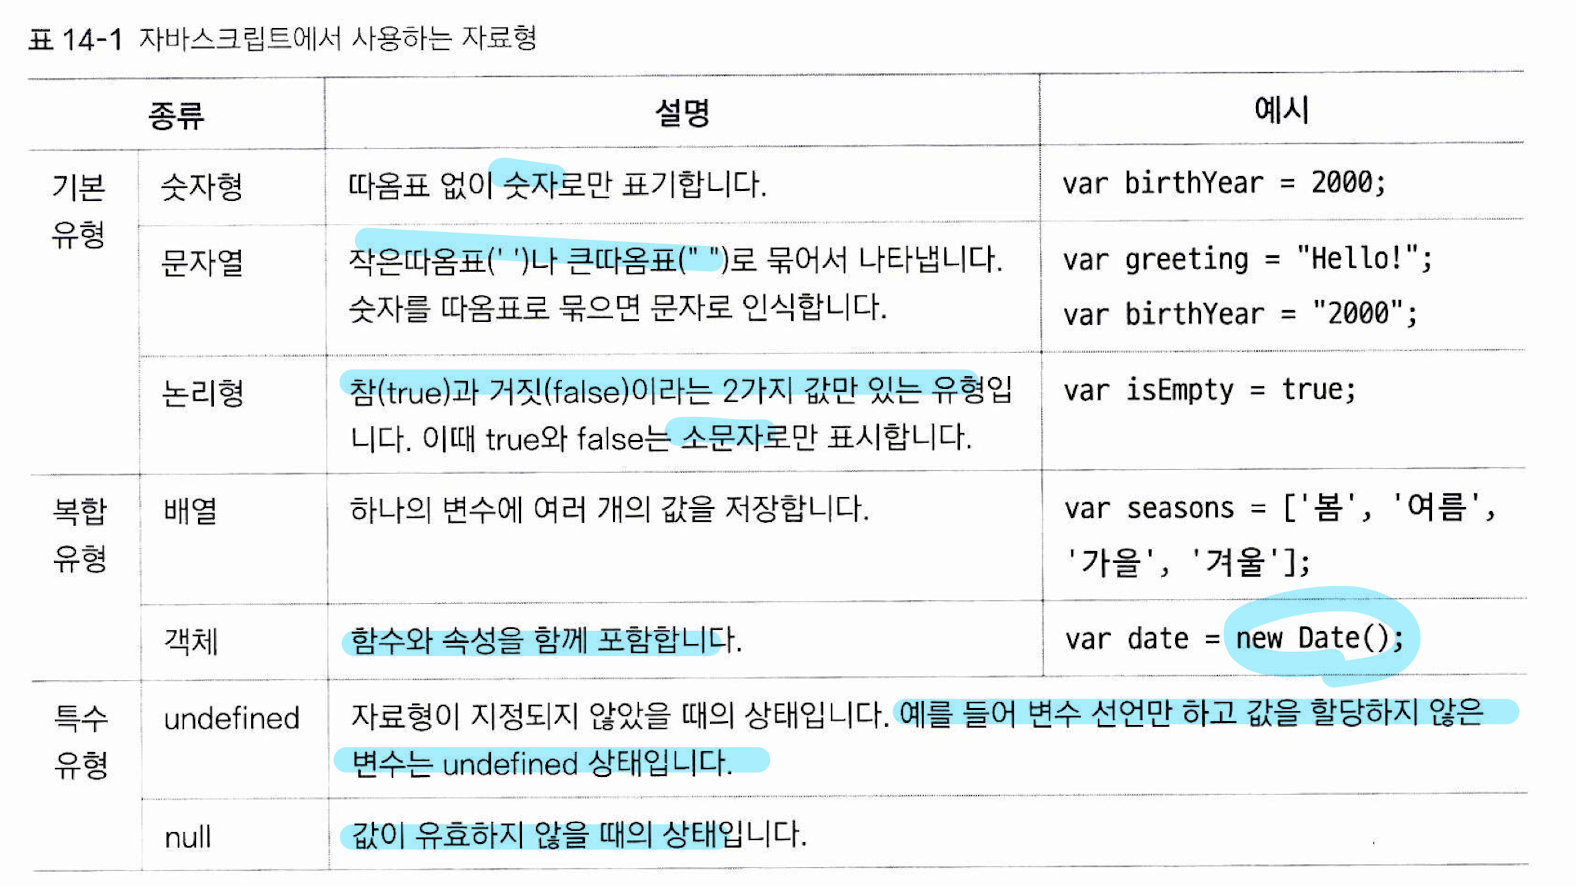 표 14-1 자바스크립트에서 사용하는 자료형
종류 설명 예시
기본
유형
숫자형 따옴표 없이 숫자로만 표기합니다. var birthYear = 2000;
문자열 작은따옴표(' ')나 큰따옴표(" ")로 묶어서 나타냅니다.
숫자를 따옴표로 묶으면 문자로 인식합니다.
var greeting = "Hello!";
var birthYear = "2000";
논리형 참(true)과 거짓(false)이라는 2가지 값만 있는 유형입
니다. 이때 true와 false는 소문자로만 표시합니다.
var isEmpty = true;
복합
유형
배열 하나의 변수에 여러 개의 값을 저장합니다.
var seasons = ['봄', '여름',
'가을', '겨울'];
객체 함수와 속성을 함께 포함합니다. var date = new Date();
특수
유형
undefined 자료형이 지정되지 않았을 때의 상태입니다. 예를 들어 변수 선언만 하고 값을 할당하지 않은
변수는 undefined 상태입니다.
null 값이 유효하지 않을 때의 상태입니다.